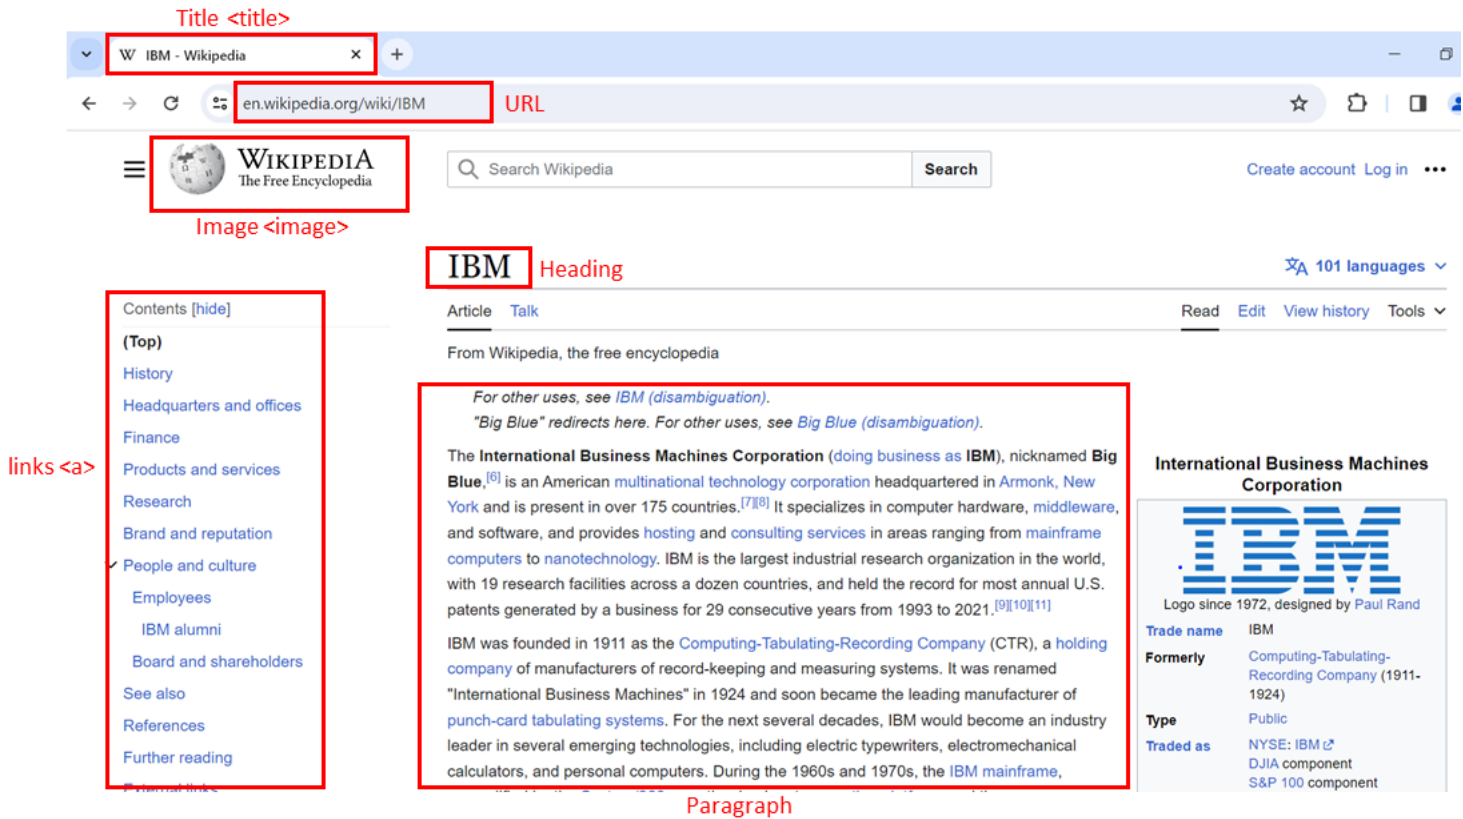 Title <title>
W IBM - Wikipedia
en.wikipedia.org/wiki/IBM
URL
WIKIPEDIA
The Free Encyclopedia
Search Wikipedia
Search
Create account Log in
Image <image>
IBM
Heading
101 languages
Contents [hide]
(Top)
History
Headquarters and offices
Finance
Products and services
Research
Brand and reputation
People and culture
Employees
IBM alumni
Board and shareholders
See also
References
Further reading
External links
links <a>
Article Talk
Read Edit View history Tools
From Wikipedia, the free encyclopedia
For other uses, see IBM (disambiguation).
"Big Blue" redirects here. For other uses, see Big Blue (disambiguation).
The International Business Machines Corporation (doing business as IBM), nicknamed Big
Blue,[6] is an American multinational technology corporation headquartered in Armonk, New
York and is present in over 175 countries.[7][8] It specializes in computer hardware, middleware,
and software, and provides hosting and consulting services in areas ranging from mainframe
computers to nanotechnology. IBM is the largest industrial research organization in the world,
with 19 research facilities across a dozen countries, and held the record for most annual U.S.
patents generated by a business for 29 consecutive years from 1993 to 2021.[9][10][11]
IBM was founded in 1911 as the Computing-Tabulating-Recording Company (CTR), a holding
company of manufacturers of record-keeping and measuring systems. It was renamed
"International Business Machines" in 1924 and soon became the leading manufacturer of
punch-card tabulating systems. For the next several decades, IBM would become an industry
leader in several emerging technologies, including electric typewriters, electromechanical
calculators, and personal computers. During the 1960s and 1970s, the IBM mainframe,
Paragraph
International Business Machines
Corporation
IBM
Logo since 1972, designed by Paul Rand
Trade name IBM
Formerly Computing-Tabulating-
Recording Company (1911-
1924)
Type Public
Traded as NYSE: IBM
DJIA component
S&P 100 component